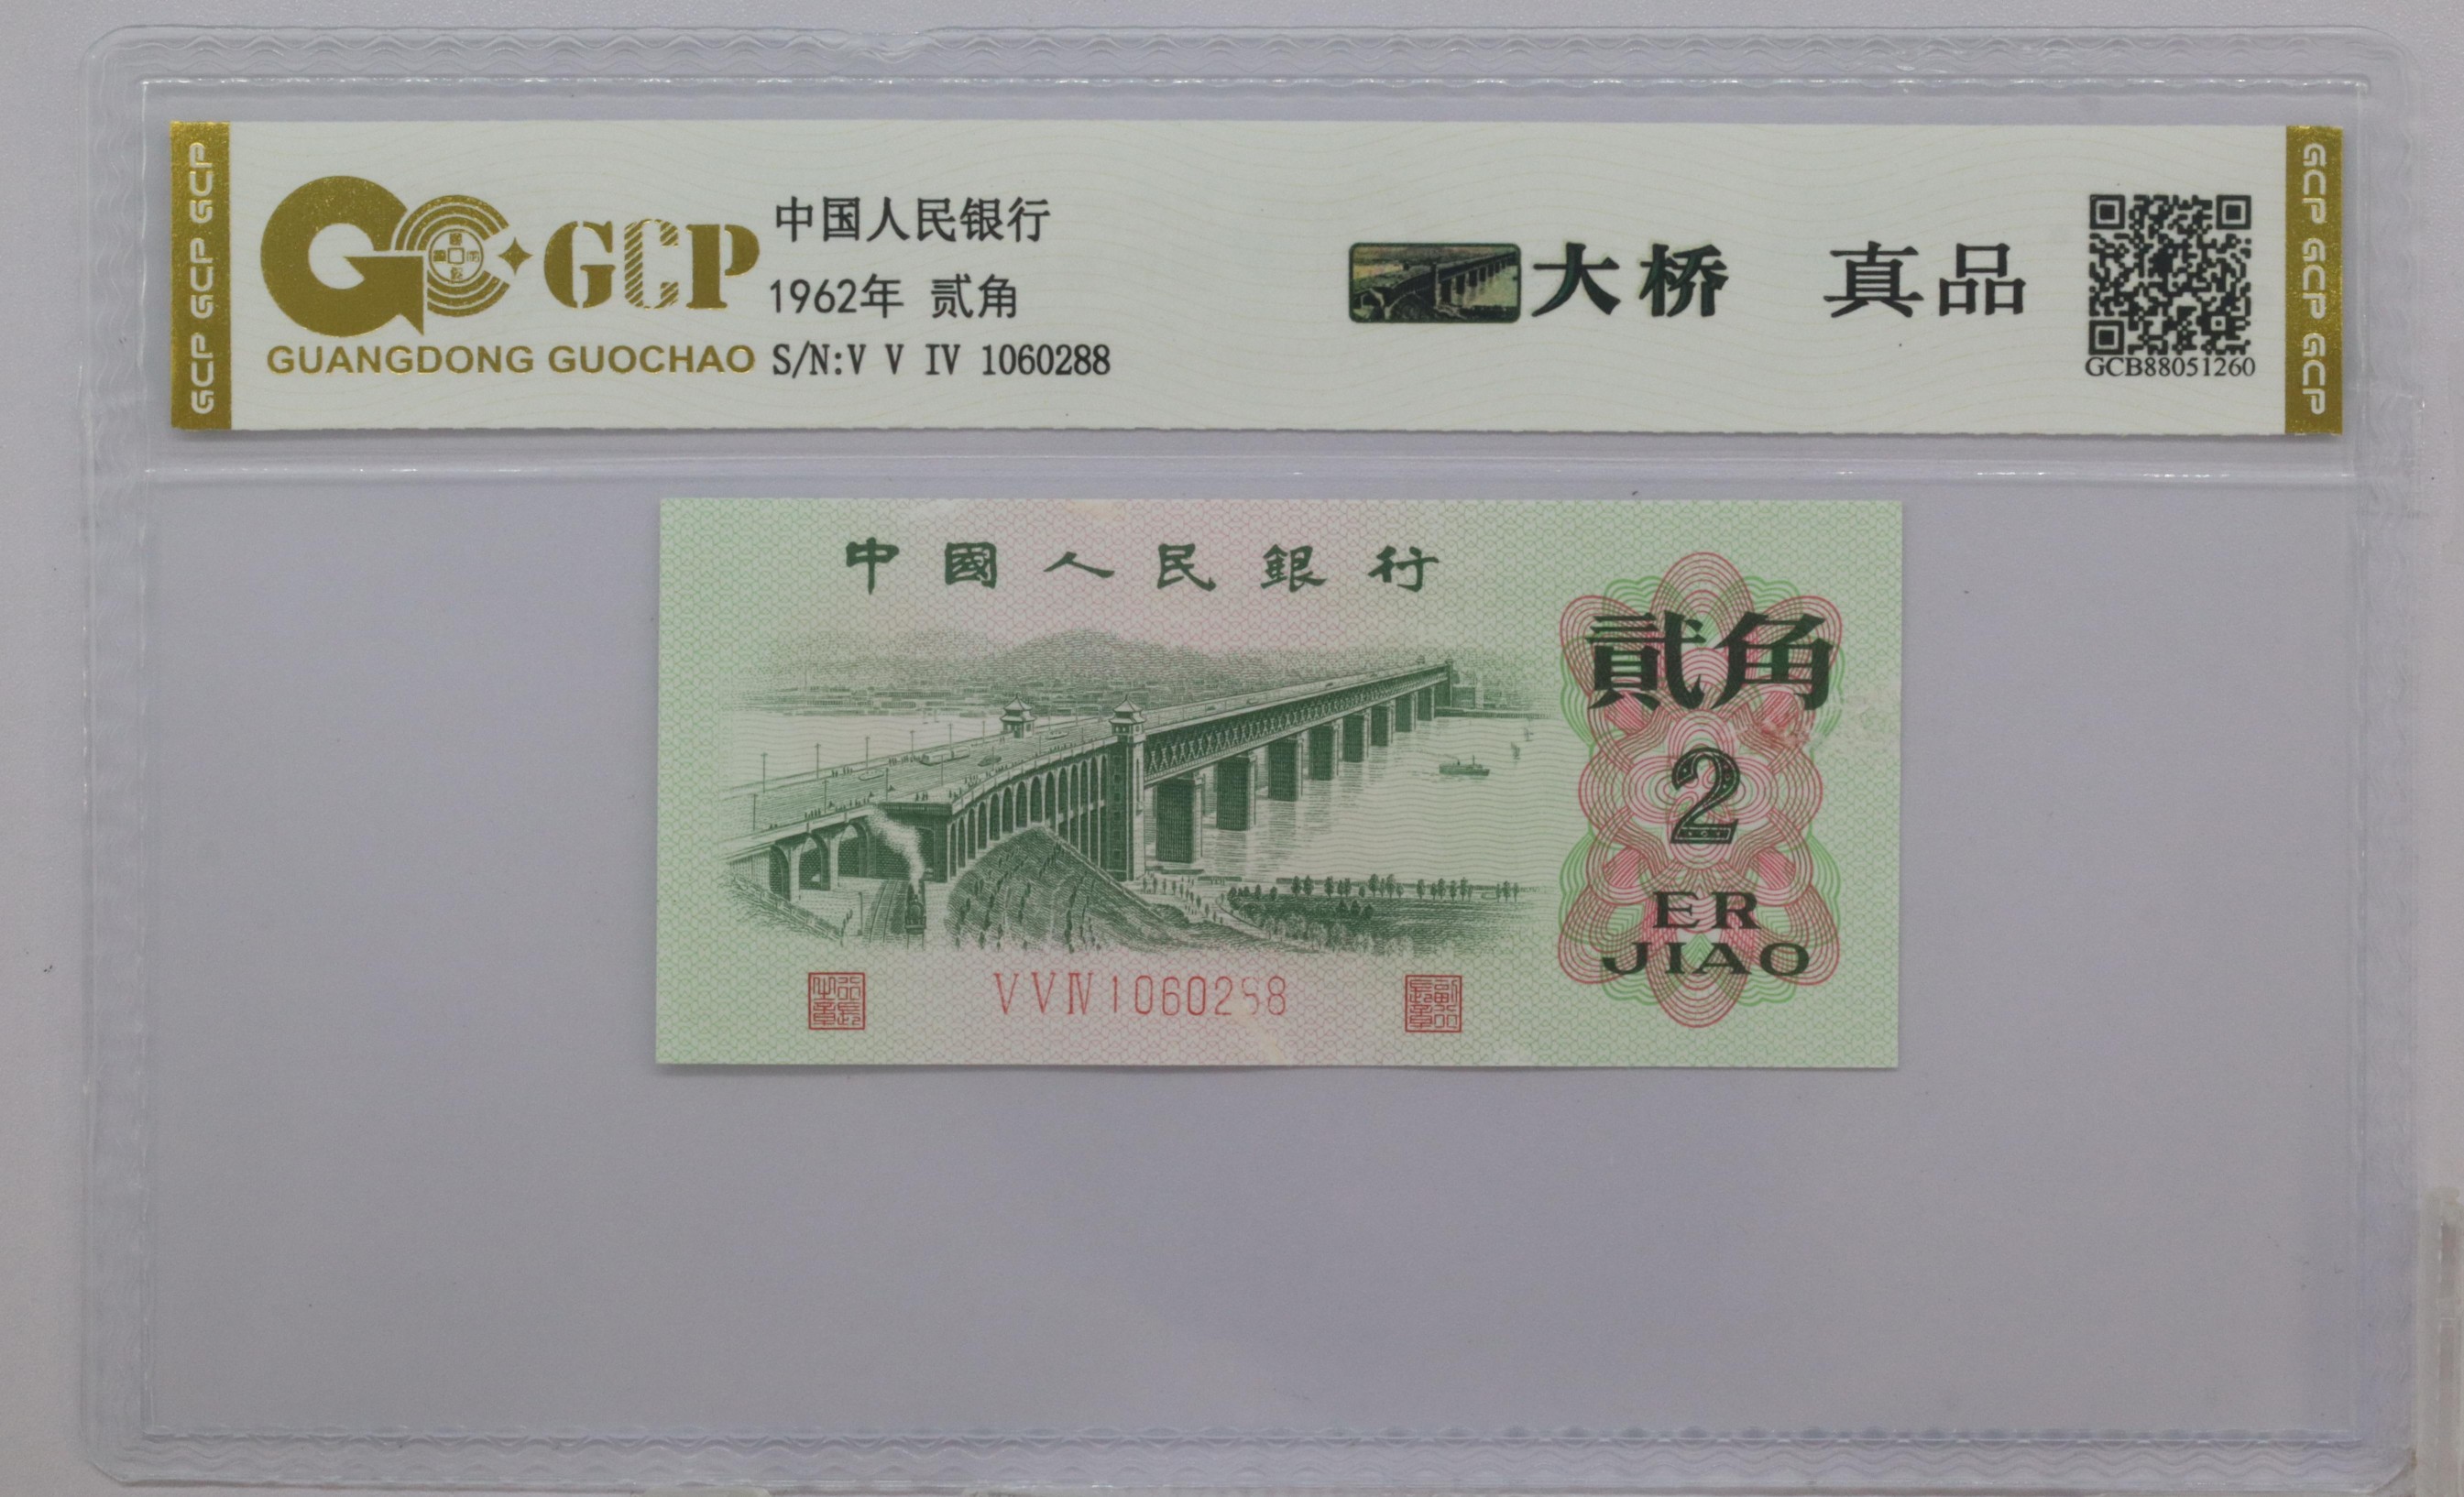 GCP GCP GCP
GCP
GUANGDONG GUOCHAO
中国人民银行
1962年 贰角
S/N:V V IV 1060288
大桥 真品
GCB88051260
GCP GCP GCP
中國人民銀行
貳角
2
ER
JIAO
V V IV 1060288